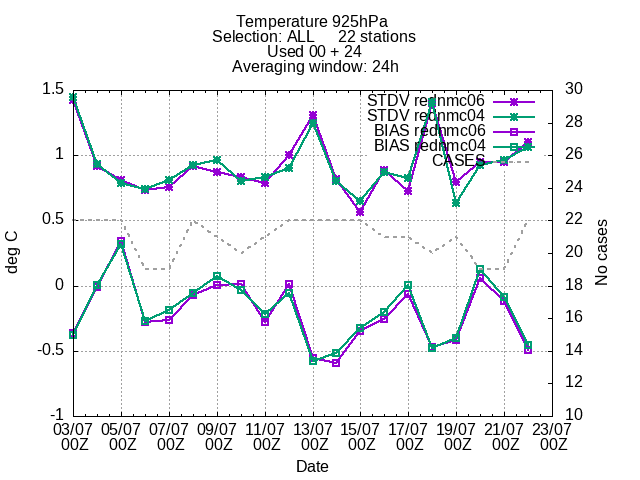 Temperature 925hPa
Selection: ALL 22 stations
Used 00 + 24
Averaging window: 24h
1.5
1
0.5
0
-0.5
-1
deg C
30
28
26
24
22
20
18
16
14
12
10
No cases
STDV rednmc06
STDV rednmc04
BIAS rednmc06
BIAS rednmc04
CASES
03/07 05/07 07/07 09/07 11/07 13/07 15/07 17/07 19/07 21/07 23/07
00Z 00Z 00Z 00Z 00Z 00Z 00Z 00Z 00Z 00Z 00Z
Date